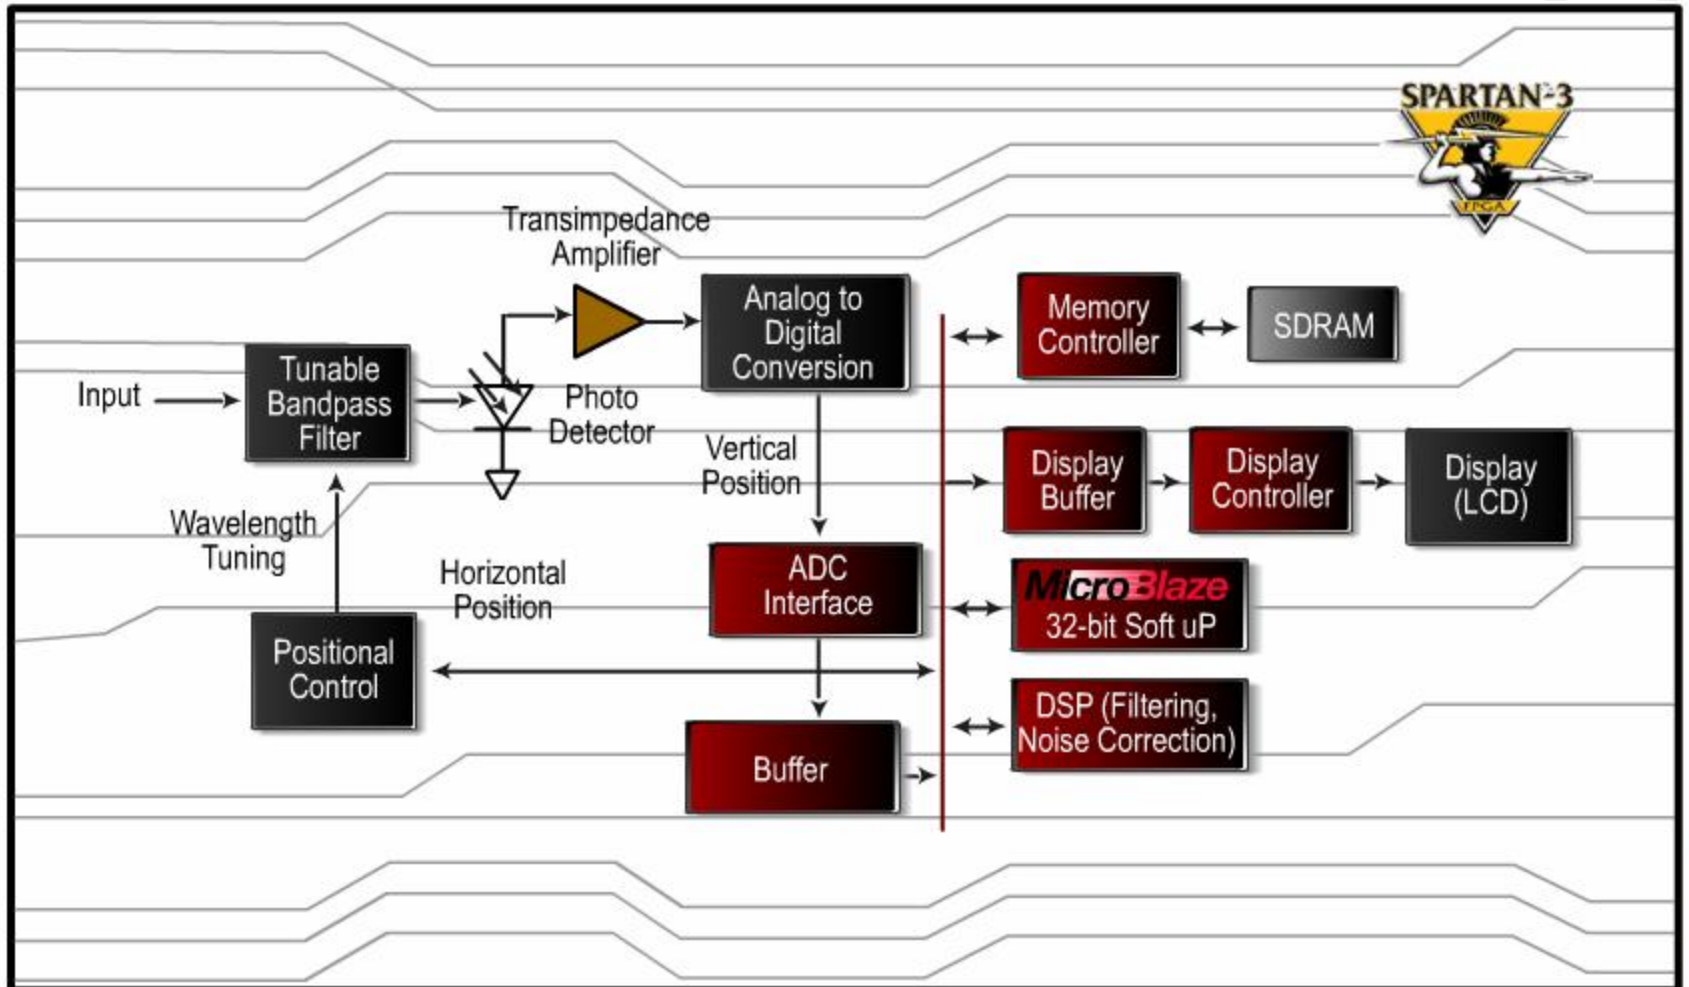 SPARTAN-3
FPGA
Transimpedance
Amplifier
Analog to
Digital
Conversion
Memory
Controller
SDRAM
Input
Tunable
Bandpass
Filter
Photo
Detector
Vertical
Position
Display
Buffer
Display
Controller
Display
(LCD)
Wavelength
Tuning
Horizontal
Position
ADC
Interface
MicroBlaze
32-bit Soft uP
Positional
Control
DSP (Filtering,
Noise Correction)
Buffer